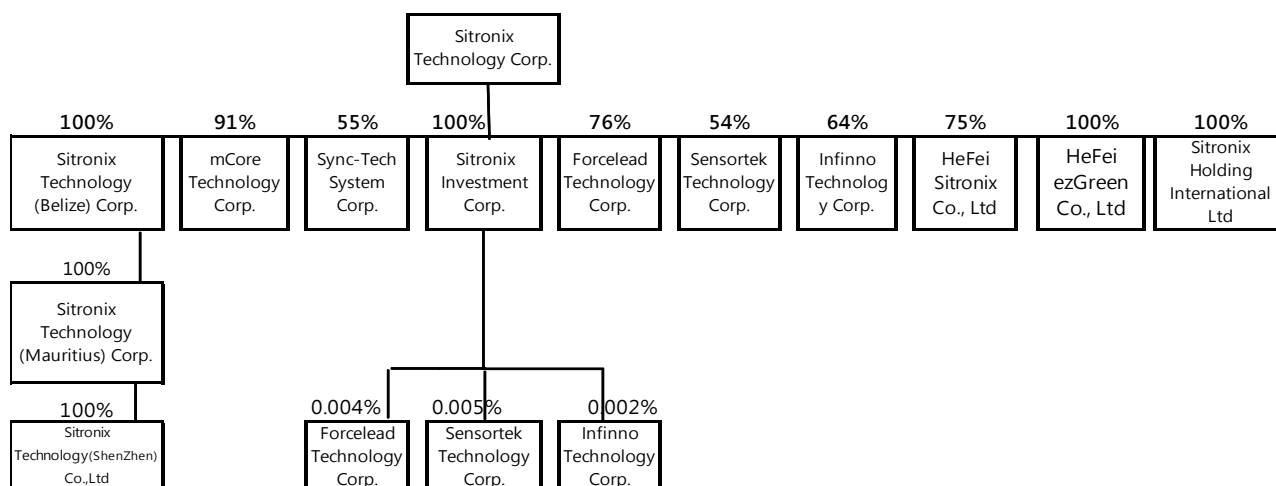 Sitronix
Technology Corp.
100%
91%
55%
100%
76%
54%
64%
75%
100%
100%
Sitronix
Technology
(Belize) Corp.
mCore
Technology
Corp.
Sync-Tech
System
Corp.
Sitronix
Investment
Corp.
Forcelead
Technology
Corp.
Sensortek
Technology
Corp.
Infinno
Technolog
y Corp.
HeFei
Sitronix
Co., Ltd
HeFei
ezGreen
Co., Ltd
Sitronix
Holding
International
Ltd
100%
Sitronix
Technology
(Mauritius) Corp.
100%
Sitronix
Technology(ShenZhen)
Co.,Ltd
0.004%
Forcelead
Technology
Corp.
0.005%
Sensortek
Technology
Corp.
0.002%
Infinno
Technology
Corp.